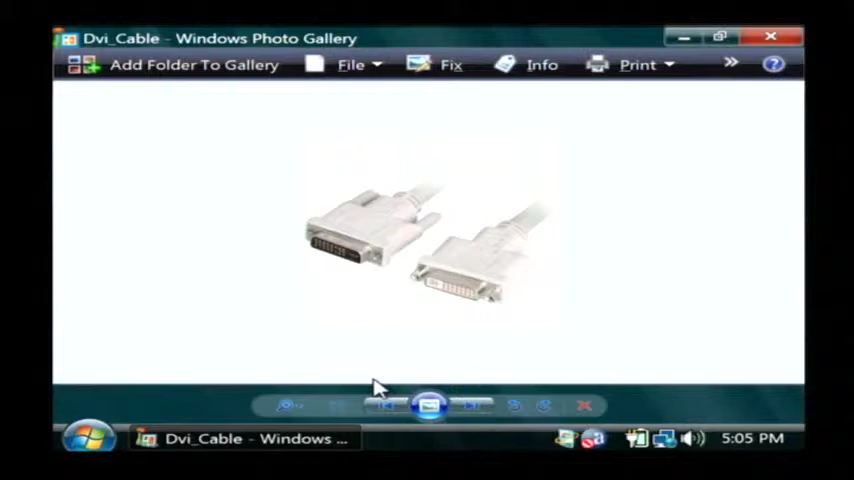 Dvi_Cable - Windows Photo Gallery
Add Folder To Gallery File Fix Info Print »
Dvi_Cable - Windows ... 5:05 PM